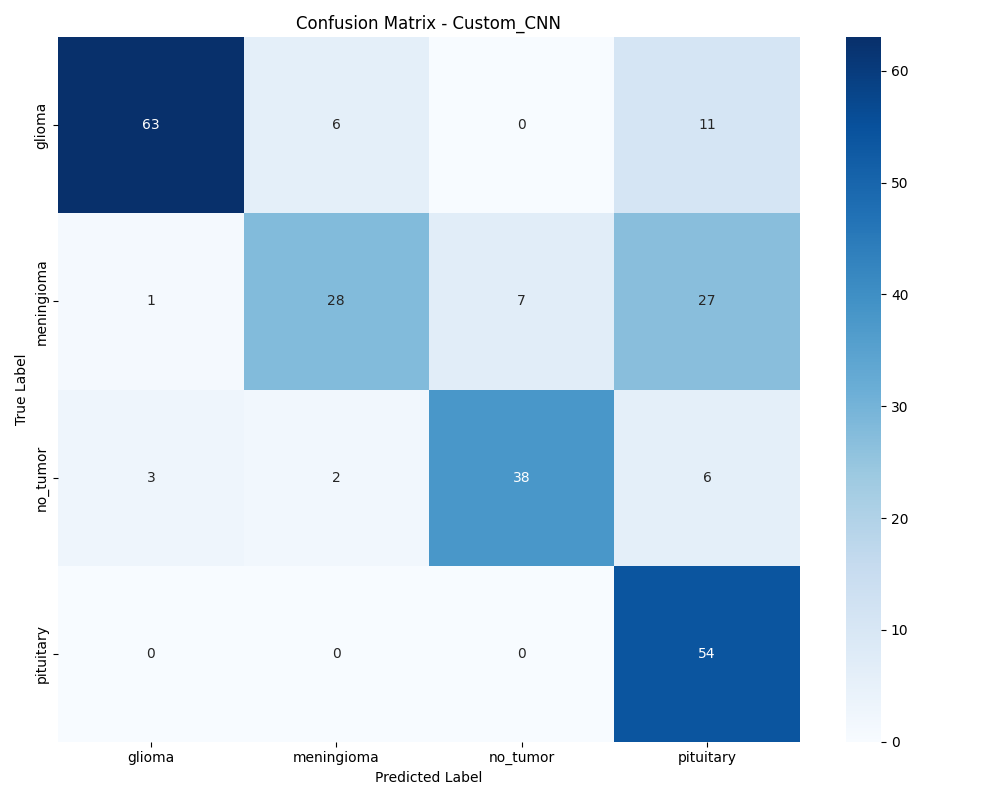 Confusion Matrix - Custom_CNN
True Label
glioma
63 6 0 11
meningioma
1 28 7 27
no_tumor
3 2 38 6
pituitary
0 0 0 54
glioma meningioma no_tumor pituitary
Predicted Label
60
50
40
30
20
10
0